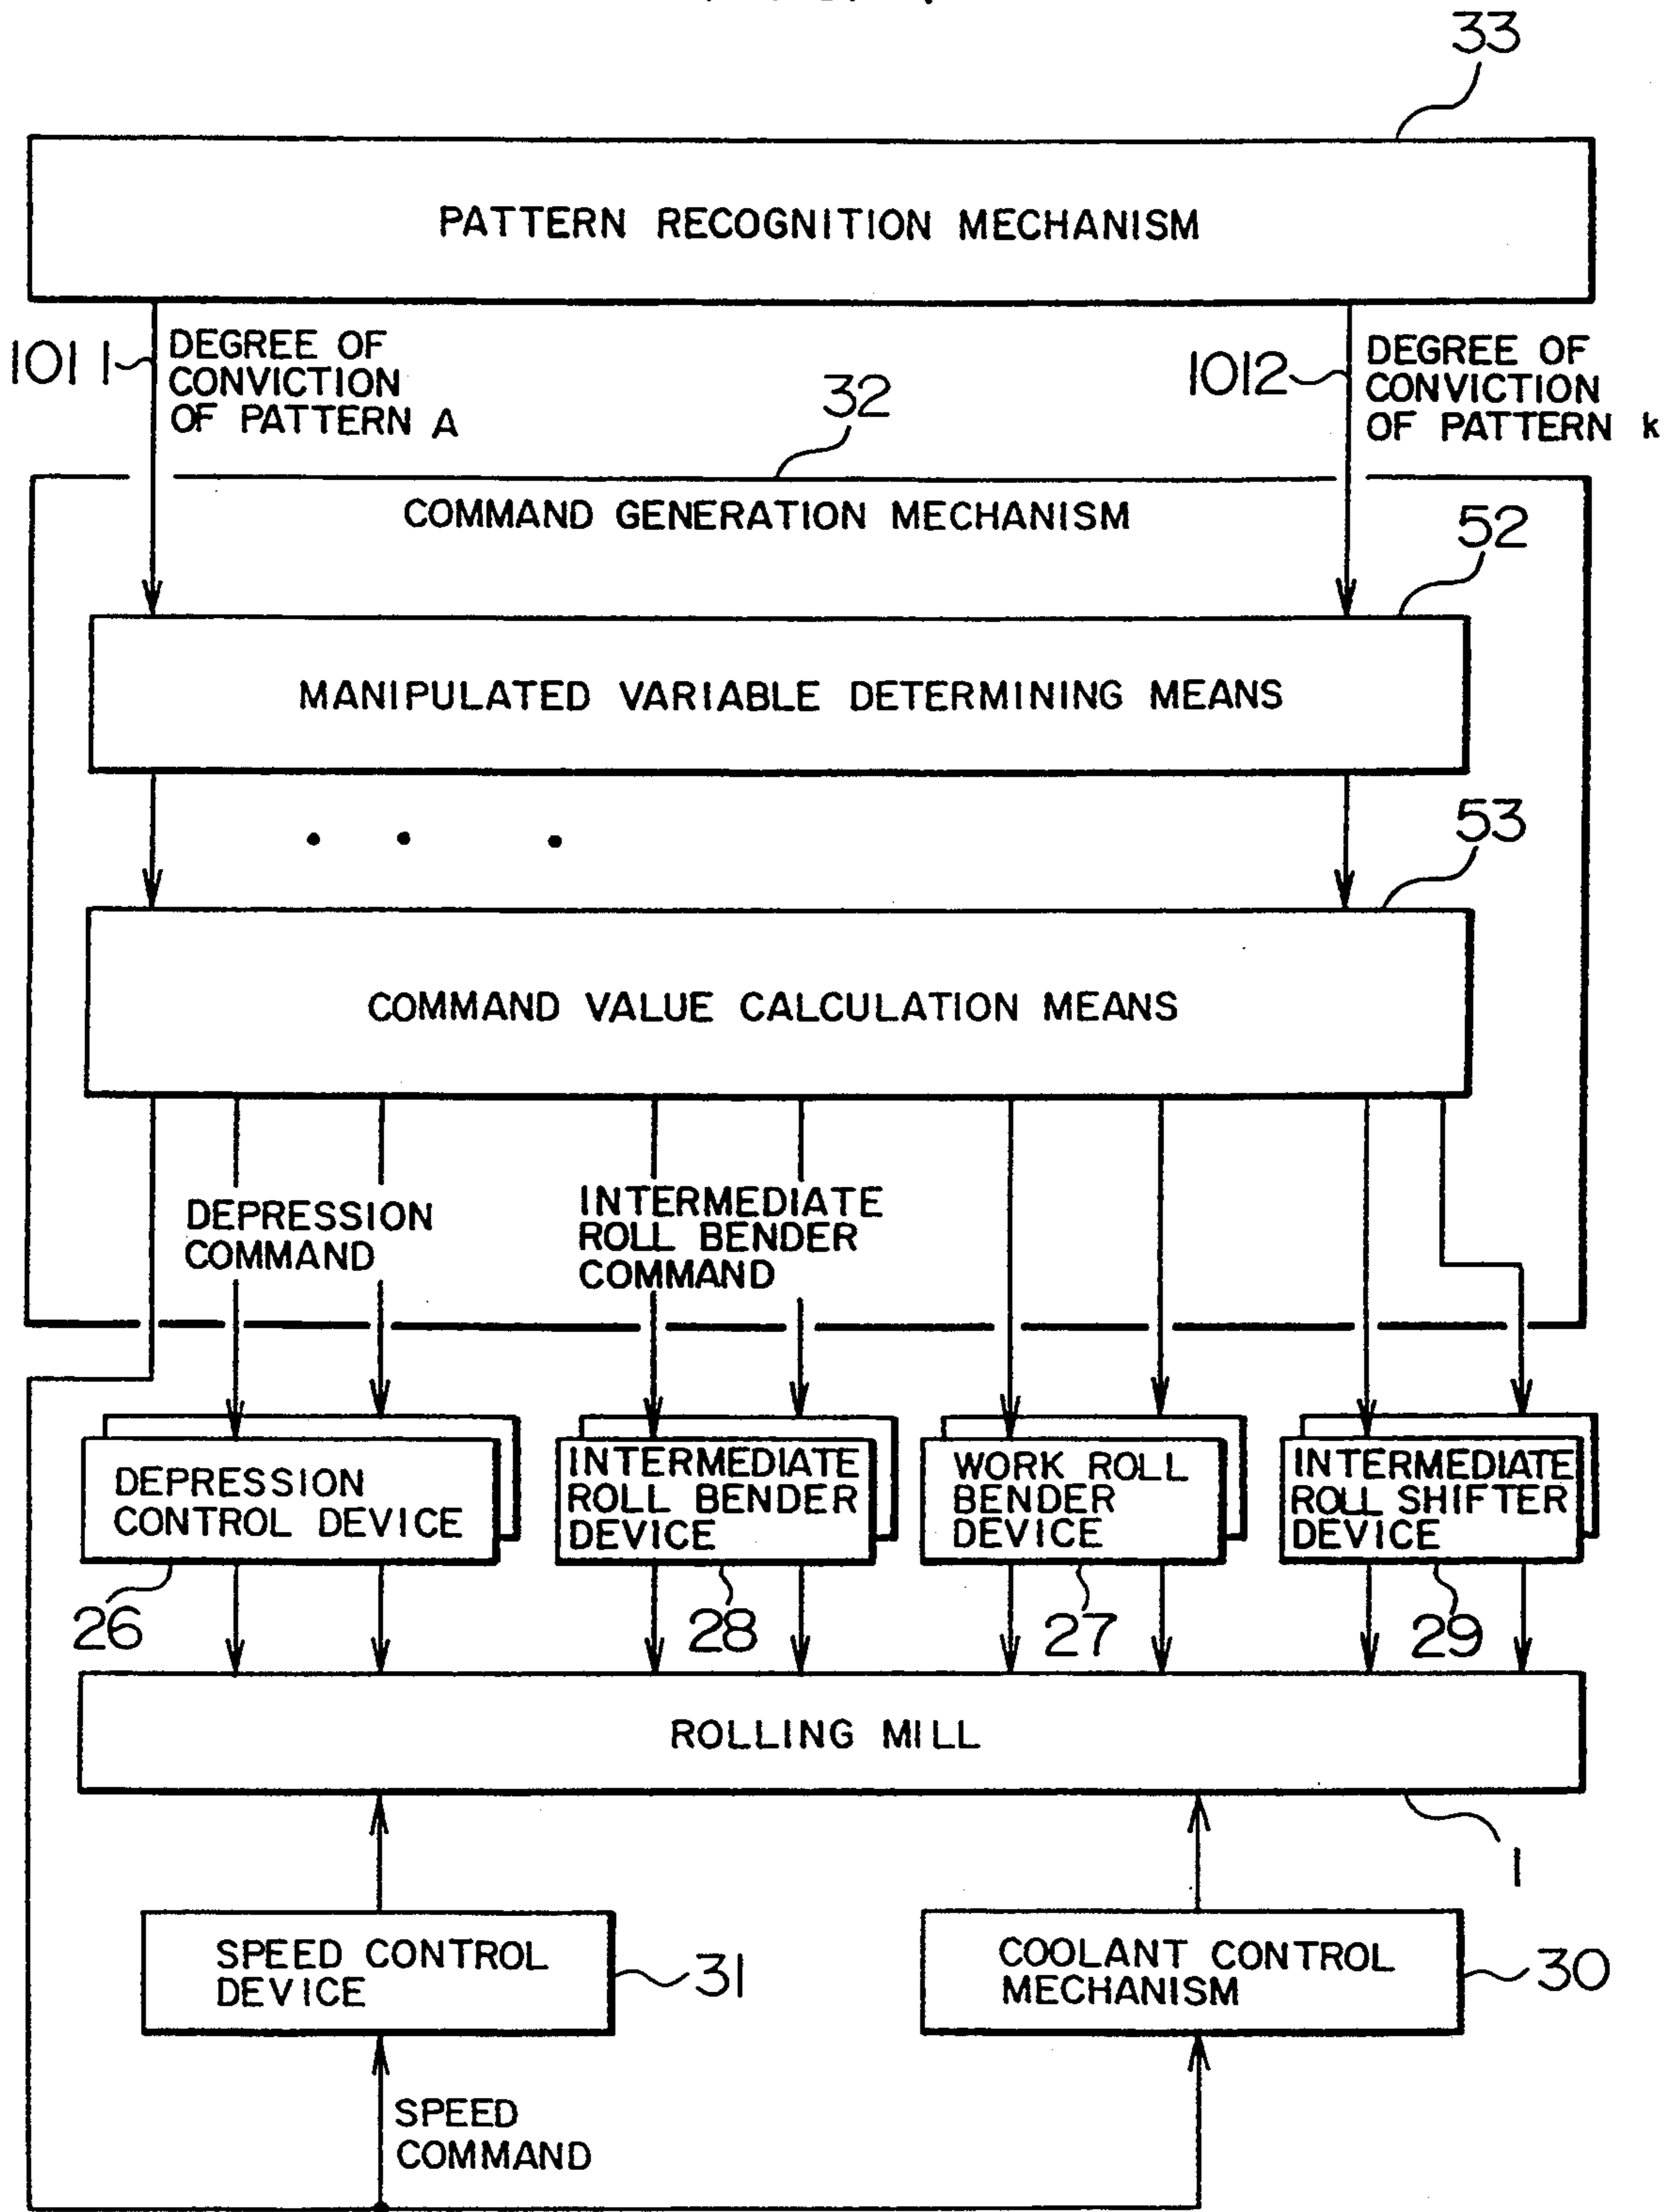 33
PATTERN RECOGNITION MECHANISM
1011
DEGREE OF
CONVICTION
OF PATTERN A
1012
DEGREE OF
CONVICTION
OF PATTERN k
32
COMMAND GENERATION MECHANISM
52
MANIPULATED VARIABLE DETERMINING MEANS
53
COMMAND VALUE CALCULATION MEANS
DEPRESSION
COMMAND
INTERMEDIATE
ROLL BENDER
COMMAND
DEPRESSION
CONTROL DEVICE
INTERMEDIATE
ROLL BENDER
DEVICE
WORK ROLL
BENDER
DEVICE
INTERMEDIATE
ROLL SHIFTER
DEVICE
26
28
27
29
ROLLING MILL
1
SPEED CONTROL
DEVICE
31
COOLANT CONTROL
MECHANISM
30
SPEED
COMMAND